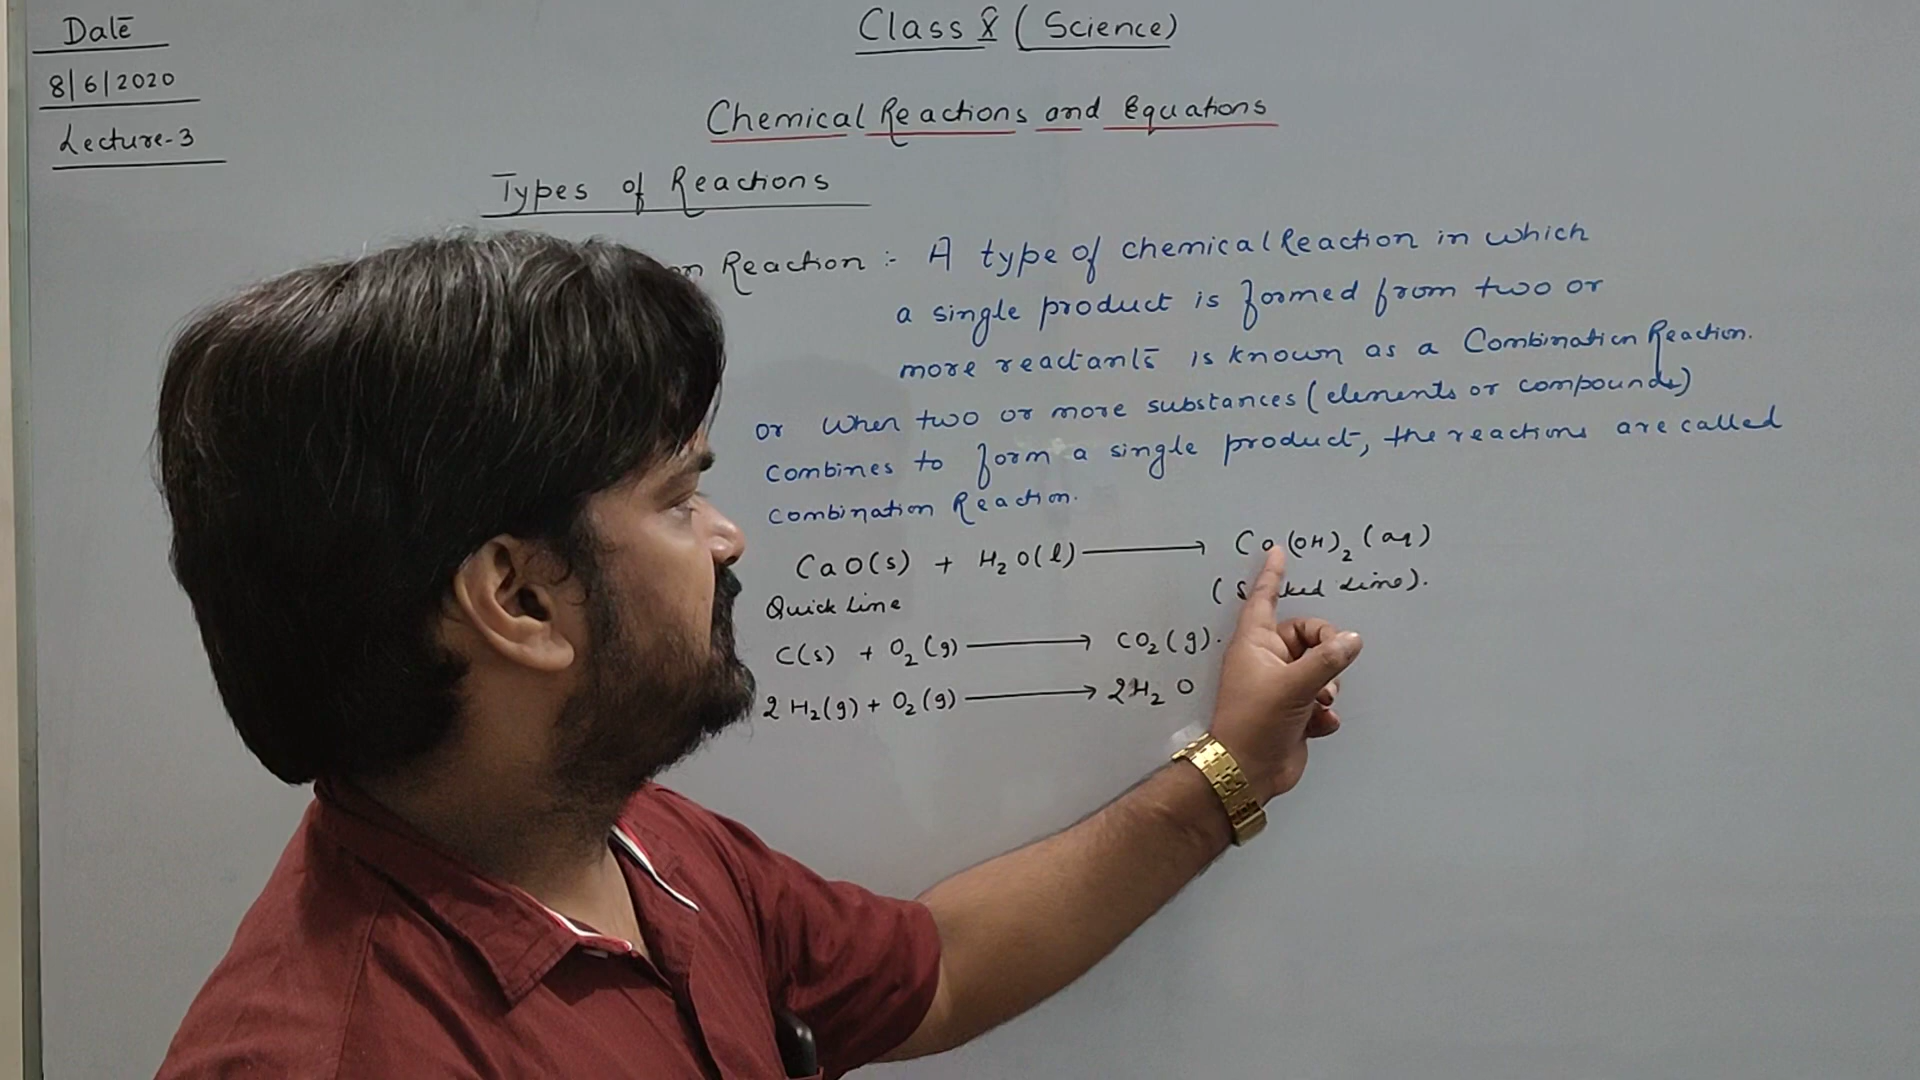 Date
8/6/2020
Lecture-3
Class X (Science)
Chemical Reactions and Equations
Types of Reactions
Reaction :- A type of chemical Reaction in which
a single product is formed from two or
more reactants is known as a Combination Reaction.
or when two or more substances (elements or compounds)
combines to form a single product, the reactions are called
combination Reaction.
CaO(s) + H₂O(l) ⟶ Ca(OH)₂(aq)
Quick Lime
Lime).
C(s) + O₂(g) ⟶ CO₂(g).
2H₂(g) + O₂(g) ⟶ 2H₂O